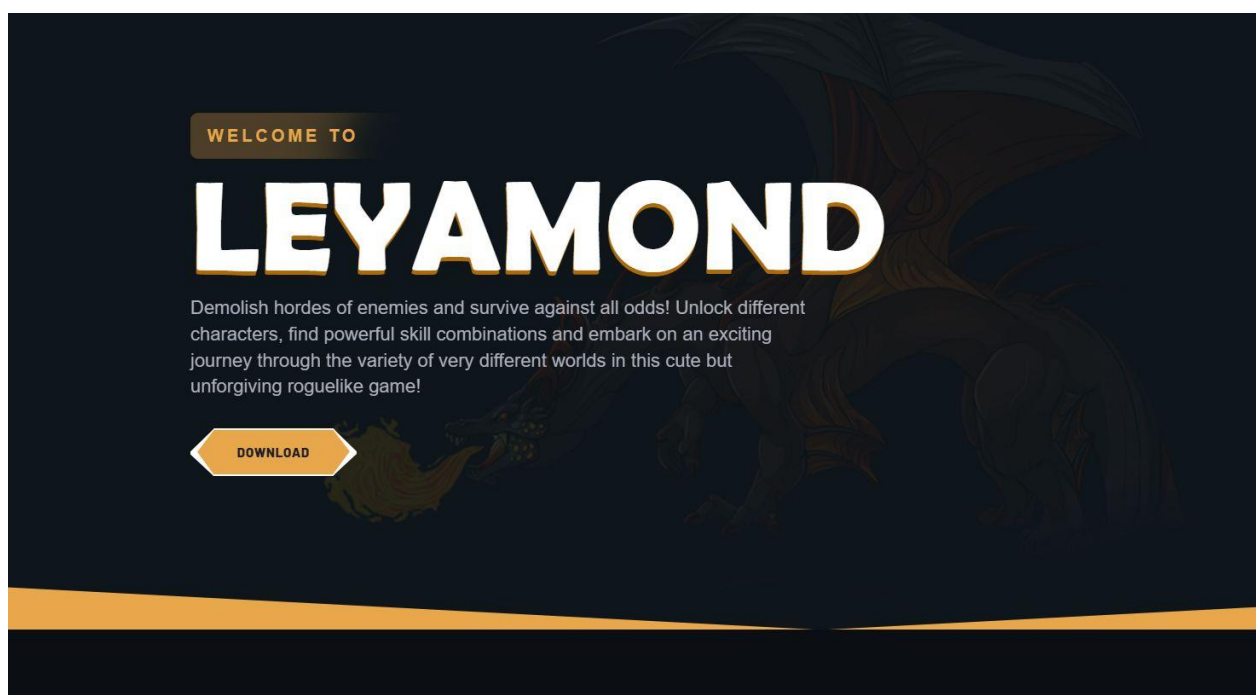 WELCOME TO
LEYAMOND
Demolish hordes of enemies and survive against all odds! Unlock different
characters, find powerful skill combinations and embark on an exciting
journey through the variety of very different worlds in this cute but
unforgiving roguelike game!
DOWNLOAD